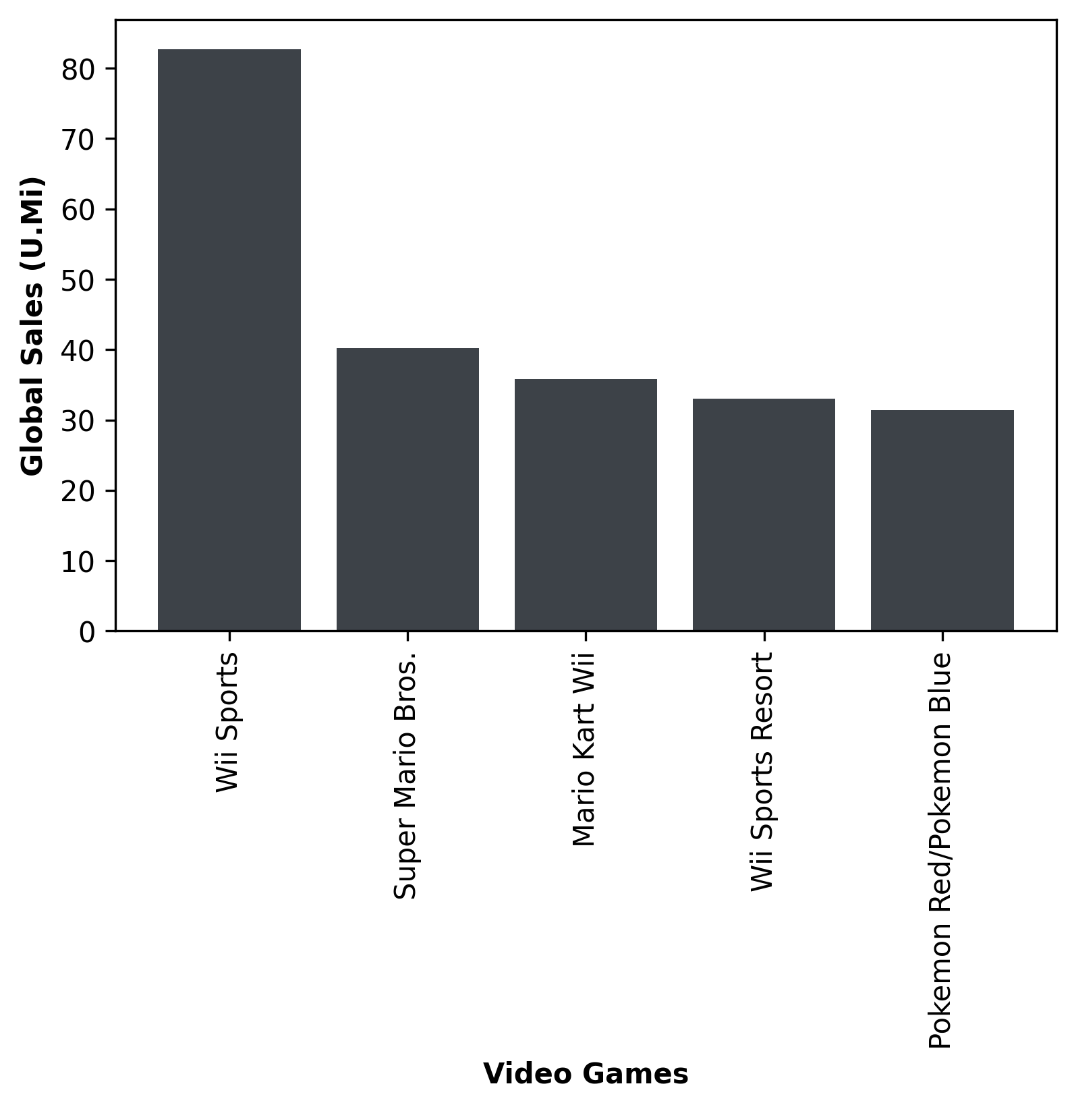 Global Sales (U.Mi)
80
70
60
50
40
30
20
10
0
Wii Sports
Super Mario Bros.
Mario Kart Wii
Wii Sports Resort
Pokemon Red/Pokemon Blue
Video Games